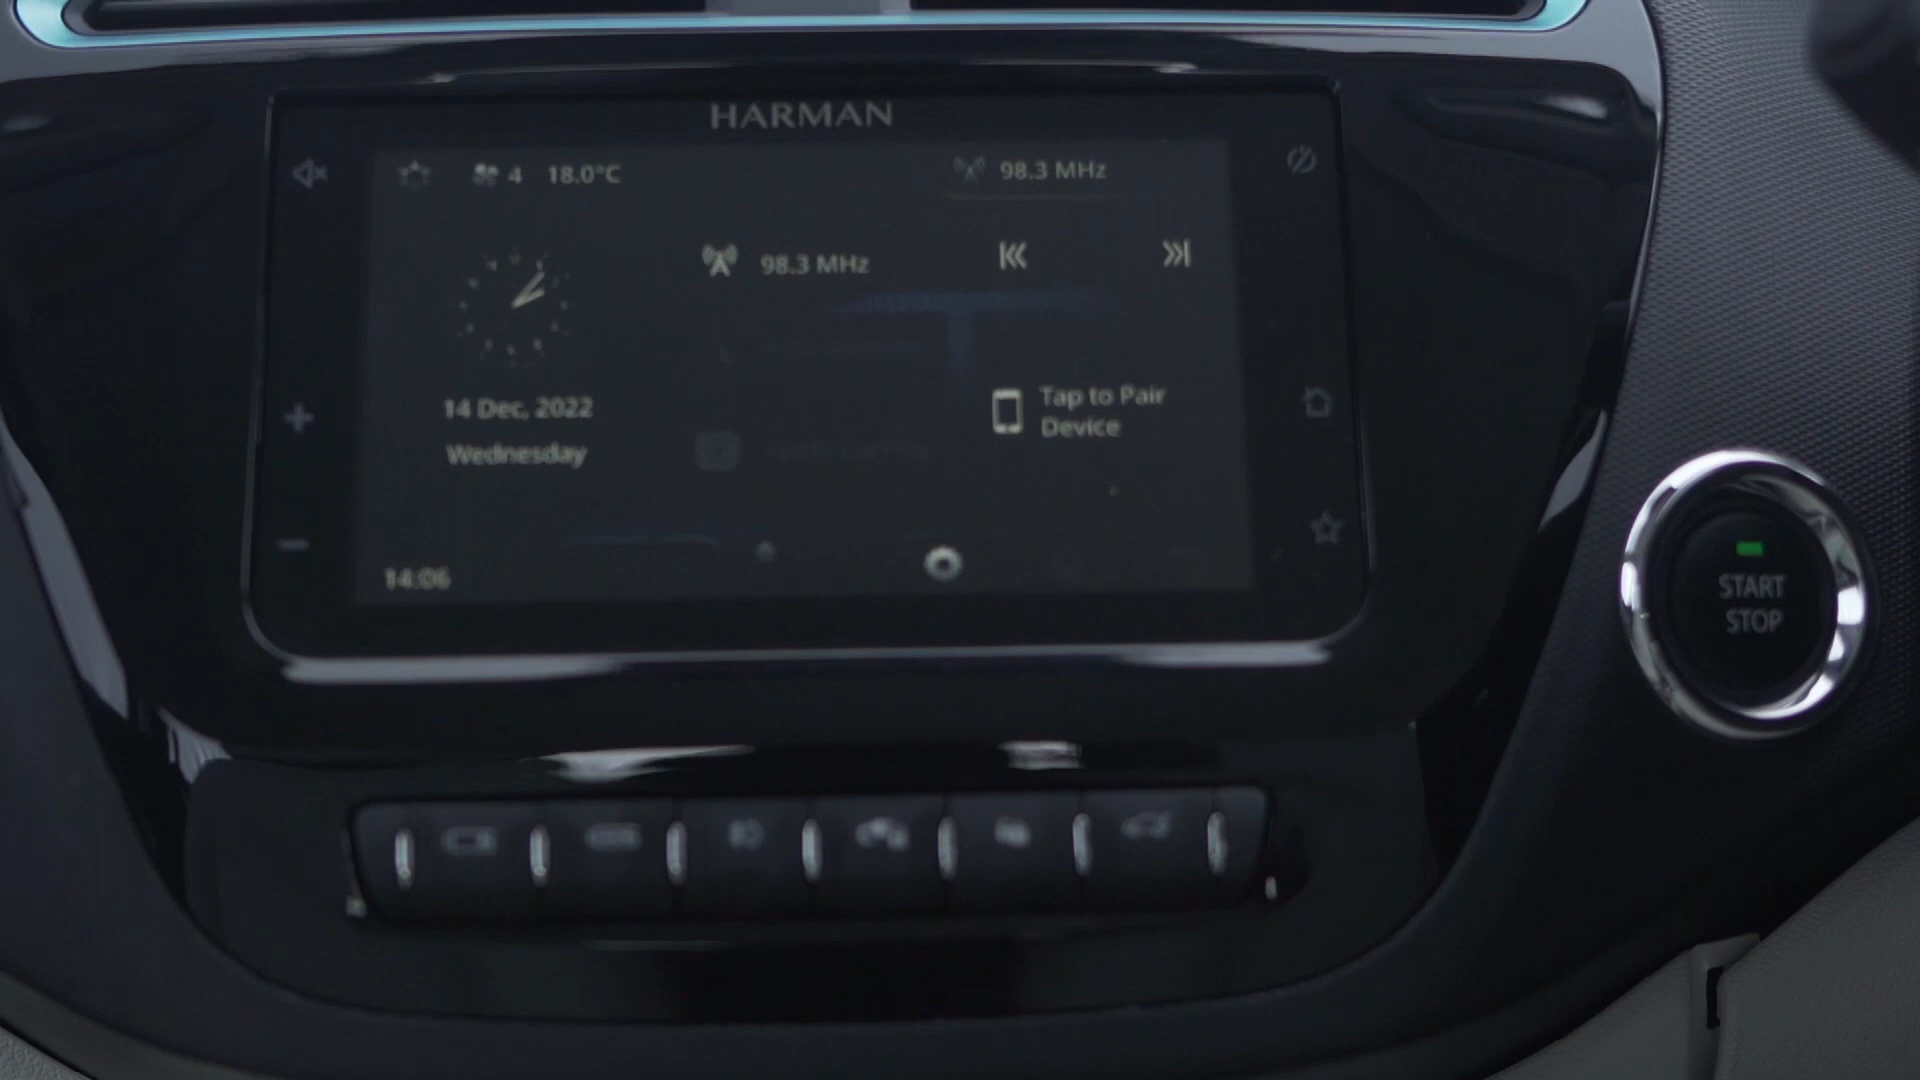 HARMAN
4 18.0°C
98.3 MHz
98.3 MHz
14 Dec, 2022
Wednesday
Tap to Pair
Device
14:06
START
STOP